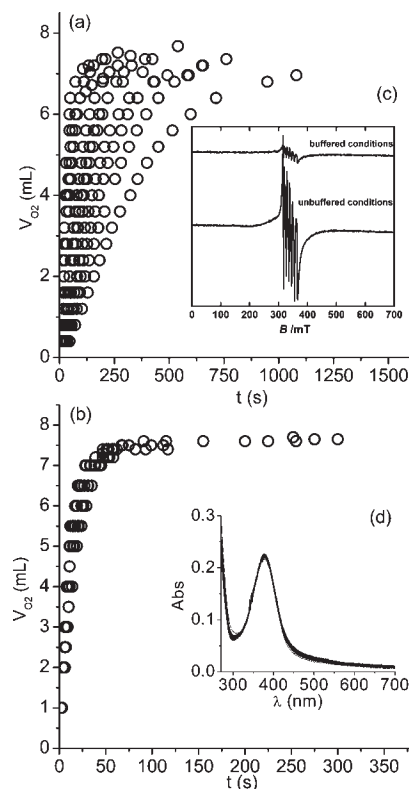 (a)
8
6
4
2
0
V_O2 (mL)
(c)
buffered conditions
unbuffered conditions
0 100 200 300 400 500 600 700
B /mT
0 250 500 750 1000 1250 1500
t (s)
(b)
8
7
6
5
4
3
2
1
0
V_O2 (mL)
(d)
0.3
0.2
0.1
0.0
Abs
300 400 500 600 700
λ (nm)
0 50 100 150 200 250 300 350
t (s)